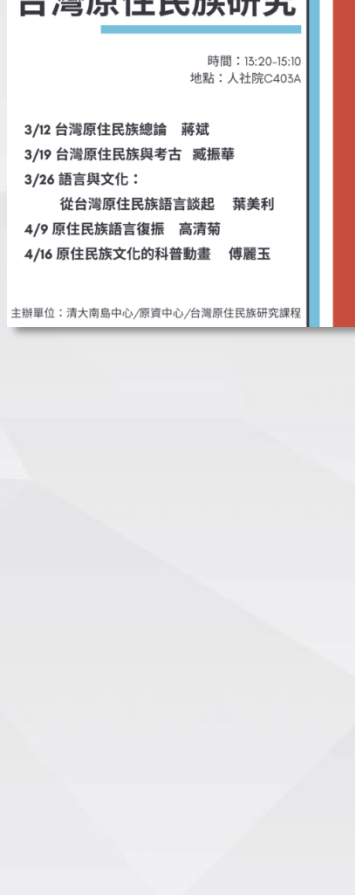 台灣原住民族研究
時間：13:20-15:10
地點：人社院C403A
3/12 台灣原住民族總論 蔣斌
3/19 台灣原住民族與考古 臧振華
3/26 語言與文化：
從台灣原住民族語言談起 葉美利
4/9 原住民族語言復振 高清菊
4/16 原住民族文化的科普動畫 傅麗玉
主辦單位：清大南島中心/原資中心/台灣原住民族研究課程